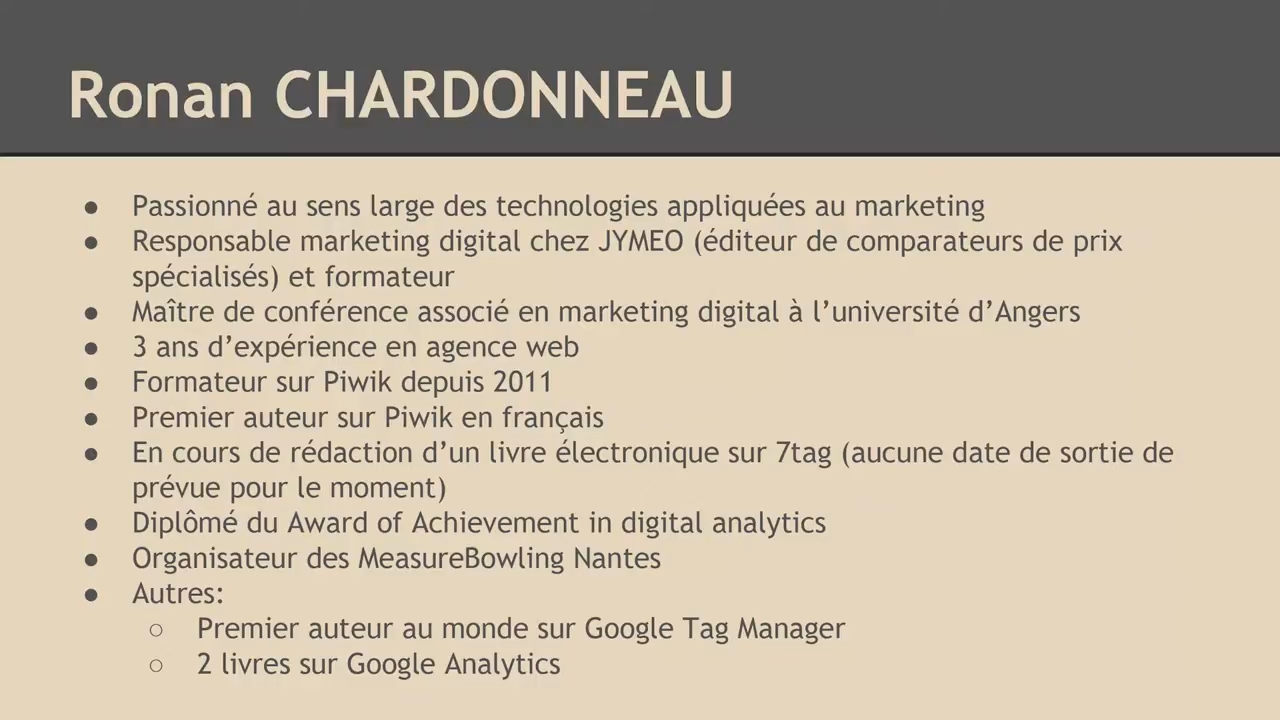 Ronan CHARDONNEAU
● Passionné au sens large des technologies appliquées au marketing
● Responsable marketing digital chez JYMEO (éditeur de comparateurs de prix
spécialisés) et formateur
● Maître de conférence associé en marketing digital à l’université d’Angers
● 3 ans d’expérience en agence web
● Formateur sur Piwik depuis 2011
● Premier auteur sur Piwik en français
● En cours de rédaction d’un livre électronique sur 7tag (aucune date de sortie de
prévue pour le moment)
● Diplômé du Award of Achievement in digital analytics
● Organisateur des MeasureBowling Nantes
● Autres:
○ Premier auteur au monde sur Google Tag Manager
○ 2 livres sur Google Analytics